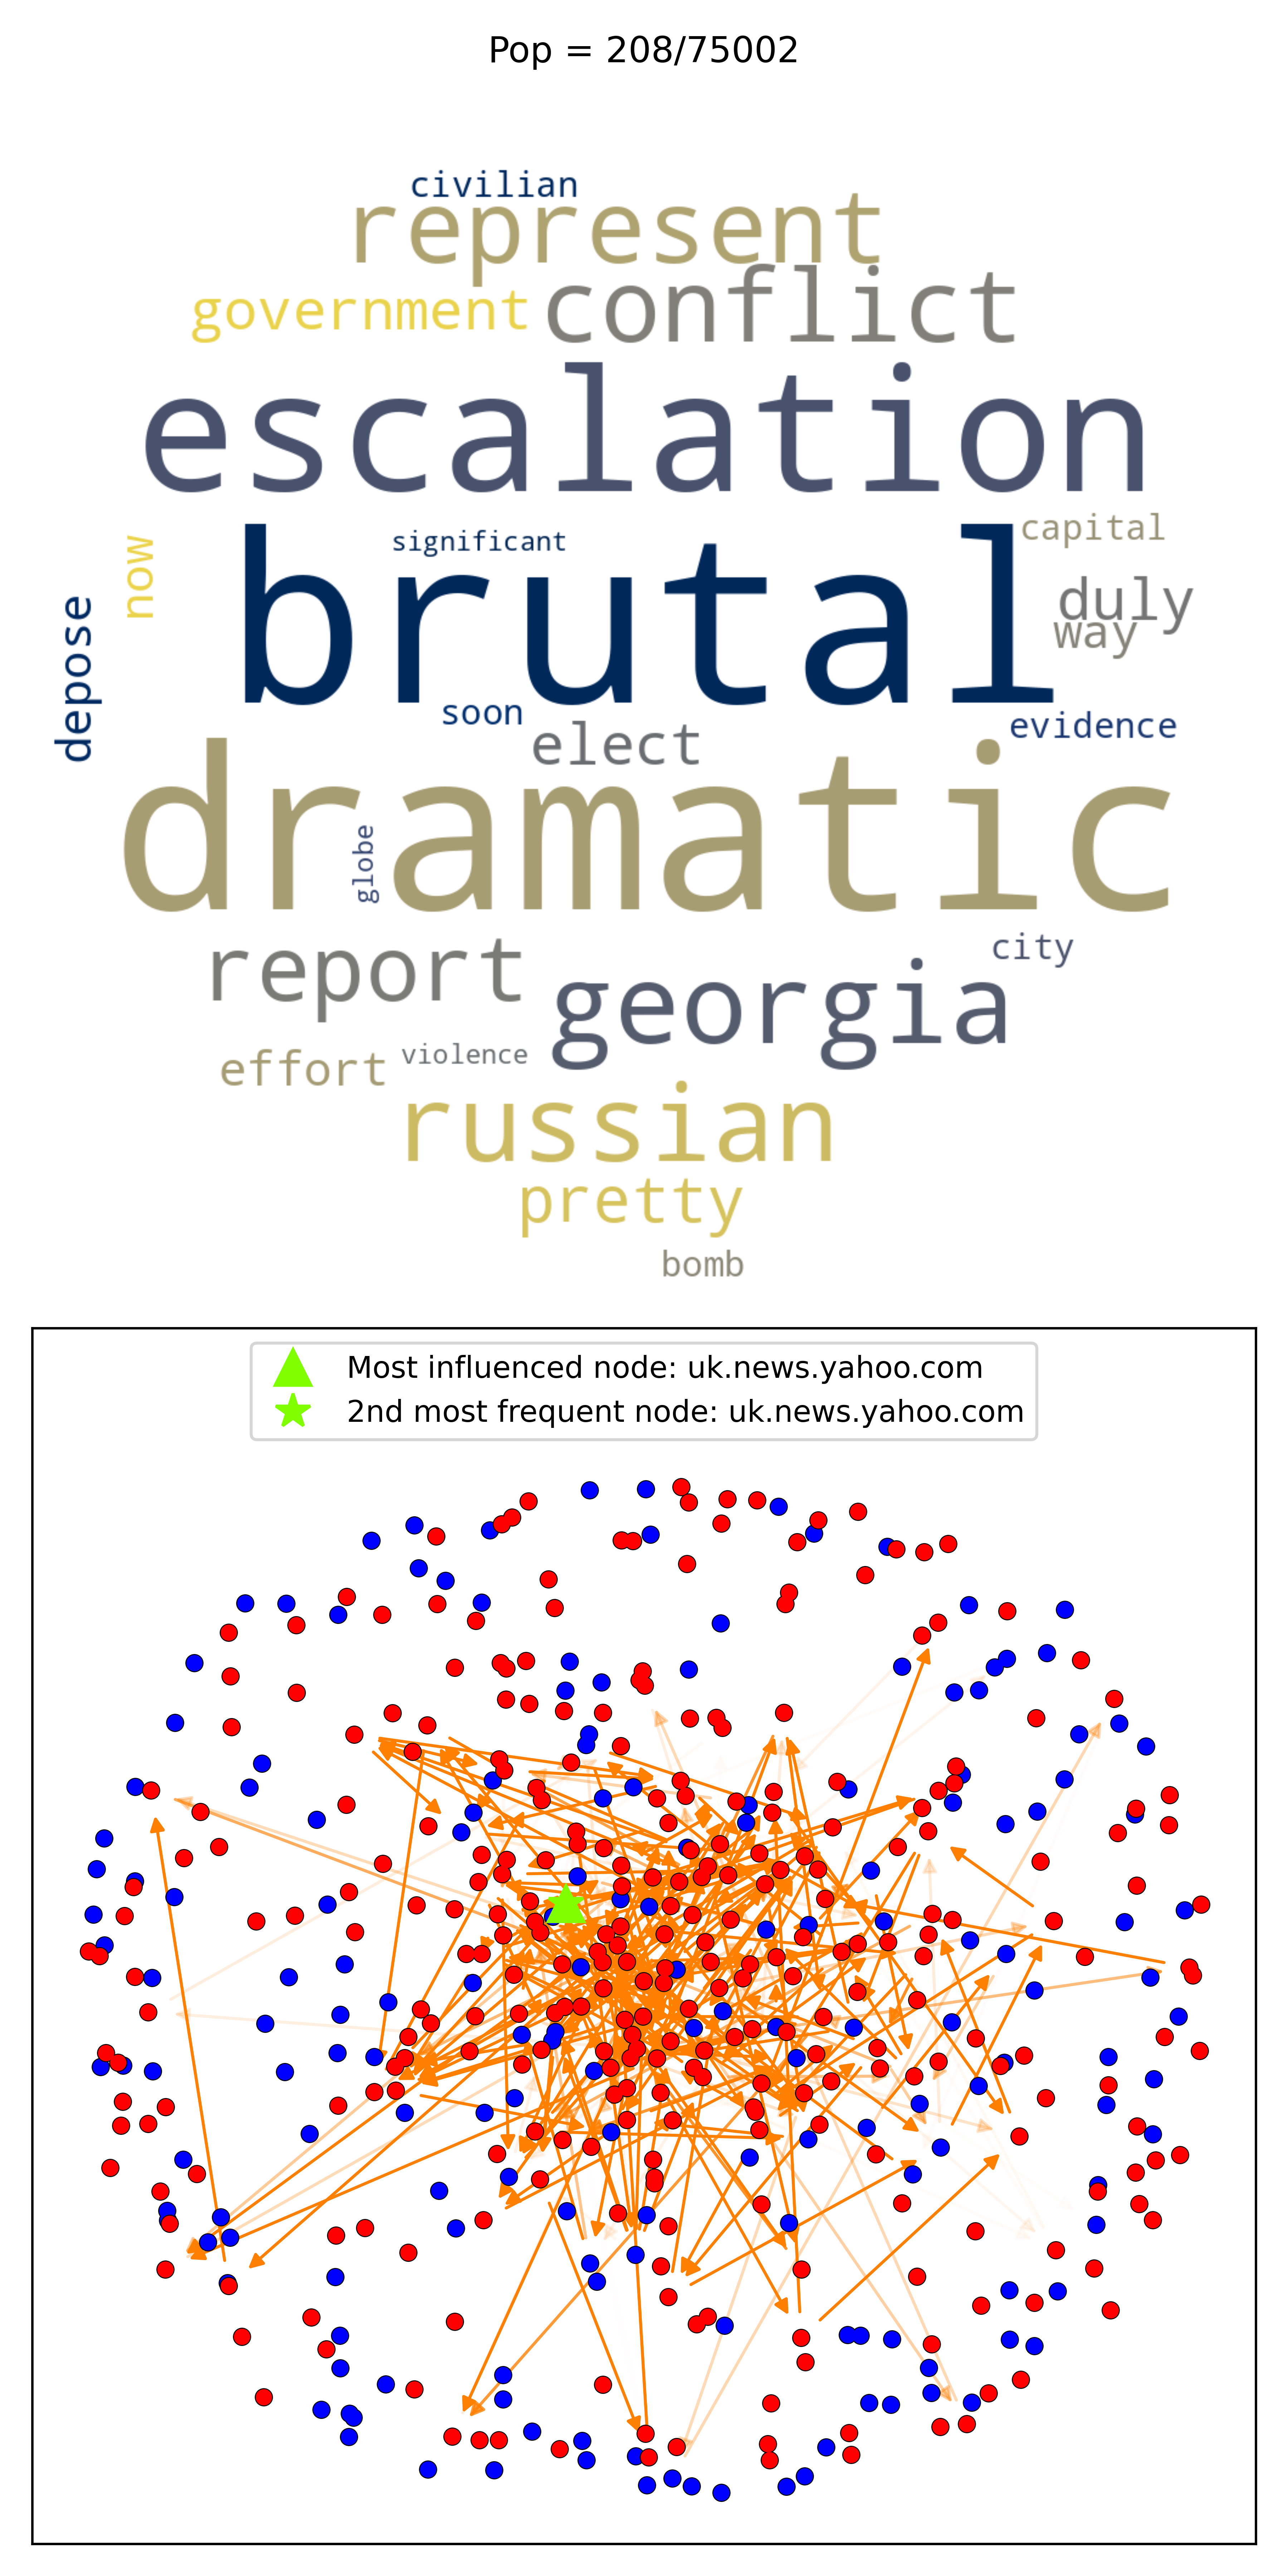 Pop = 208/75002
civilian
represent
government
conflict
escalation
significant
capital
now
brutal
duly
way
depose
soon
elect
evidence
dramatic
globe
report
city
georgia
effort
violence
russian
pretty
bomb
Most influenced node: uk.news.yahoo.com
2nd most frequent node: uk.news.yahoo.com